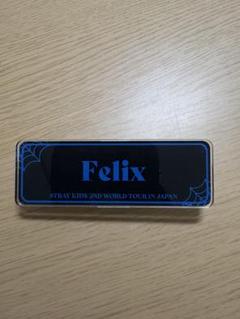 Felix
STRAY KIDS 2ND WORLD TOUR IN JAPAN